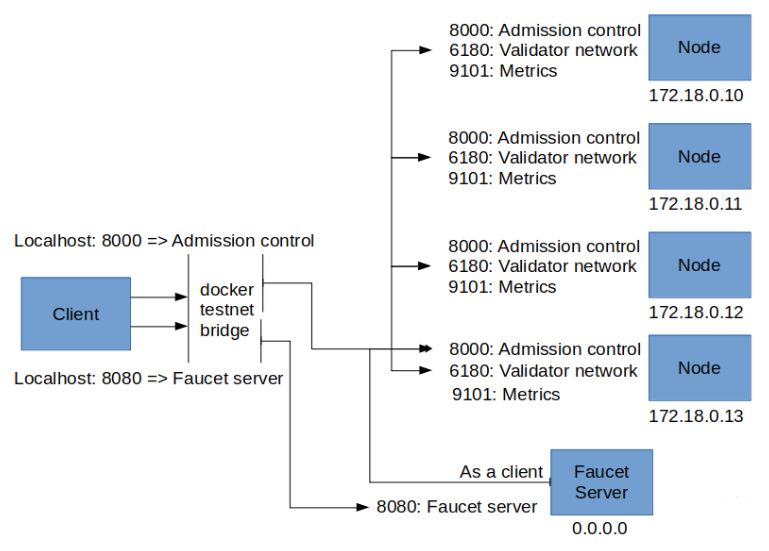 8000: Admission control
6180: Validator network
9101: Metrics
Node
172.18.0.10
8000: Admission control
6180: Validator network
9101: Metrics
Node
172.18.0.11
Localhost: 8000 => Admission control
8000: Admission control
6180: Validator network
9101: Metrics
Node
172.18.0.12
Client
docker
testnet
bridge
Localhost: 8080 => Faucet server
8000: Admission control
6180: Validator network
9101: Metrics
Node
172.18.0.13
As a client
Faucet
Server
8080: Faucet server
0.0.0.0